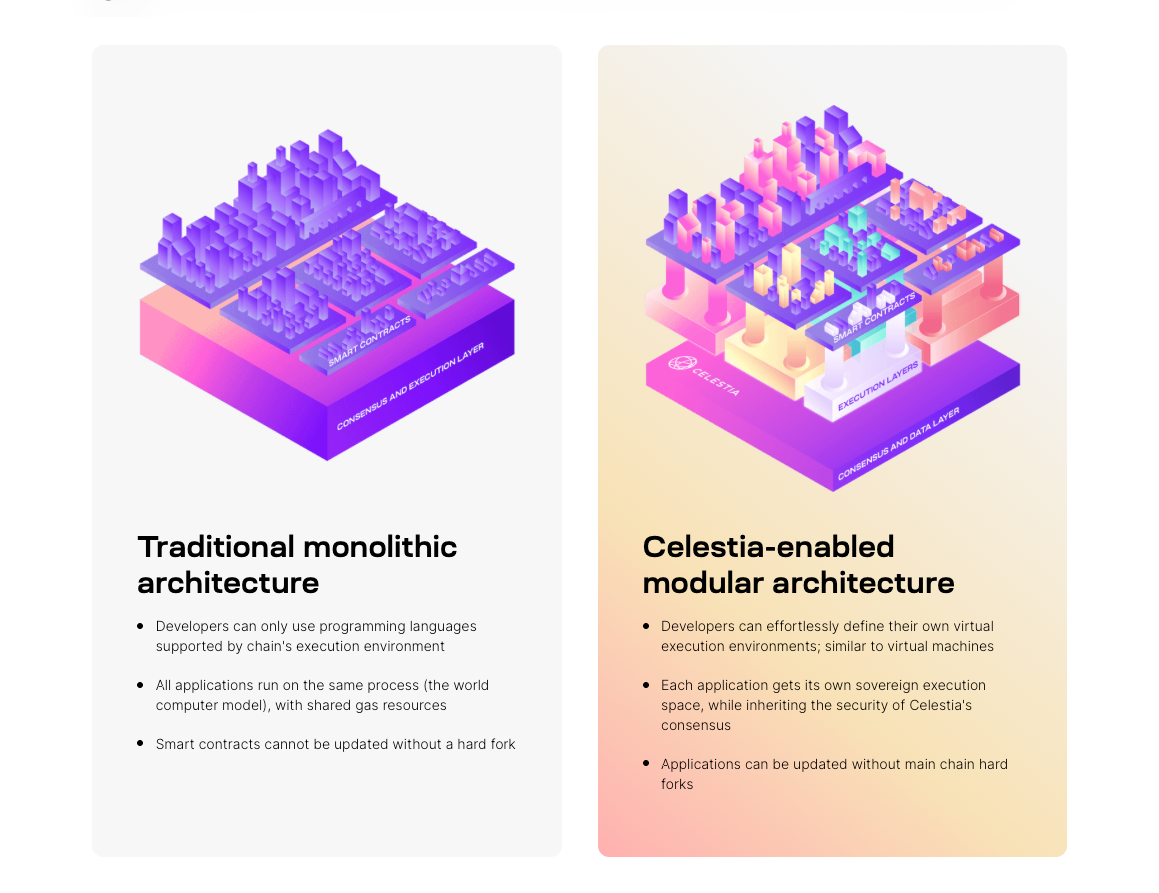 SMART CONTRACTS
CONSENSUS AND EXECUTION LAYER
Traditional monolithic
architecture
Developers can only use programming languages
supported by chain's execution environment
All applications run on the same process (the world
computer model), with shared gas resources
Smart contracts cannot be updated without a hard fork
SMART CONTRACTS
CELESTIA
EXECUTION LAYERS
CONSENSUS AND DATA LAYER
Celestia-enabled
modular architecture
Developers can effortlessly define their own virtual
execution environments; similar to virtual machines
Each application gets its own sovereign execution
space, while inheriting the security of Celestia's
consensus
Applications can be updated without main chain hard
forks